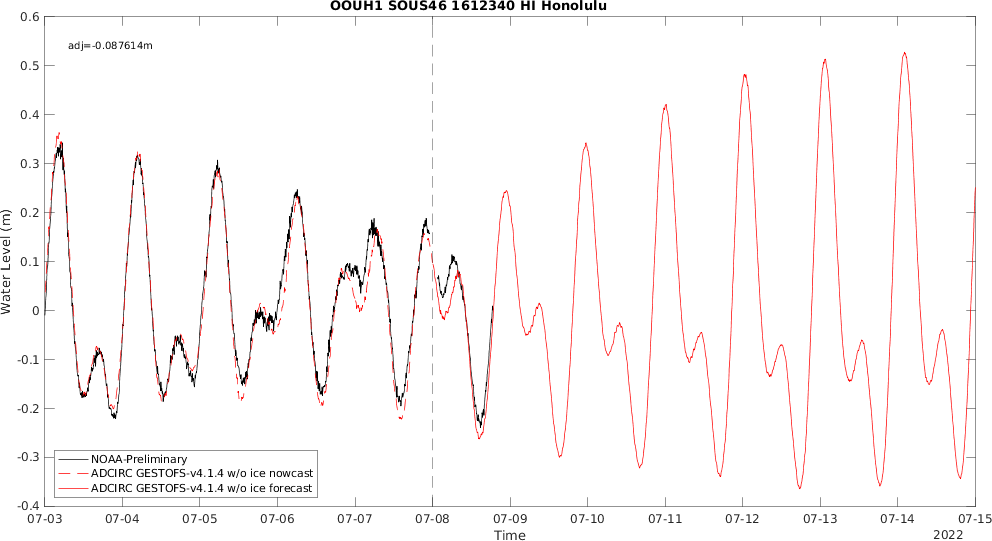 OOUH1 SOUS46 1612340 HI Honolulu
adj=-0.087614m
0.6
0.5
0.4
0.3
0.2
0.1
0
-0.1
-0.2
-0.3
-0.4
Water Level (m)
NOAA-Preliminary
ADCIRC GESTOFS-v4.1.4 w/o ice nowcast
ADCIRC GESTOFS-v4.1.4 w/o ice forecast
07-03 07-04 07-05 07-06 07-07 07-08 07-09 07-10 07-11 07-12 07-13 07-14 07-15
Time
2022